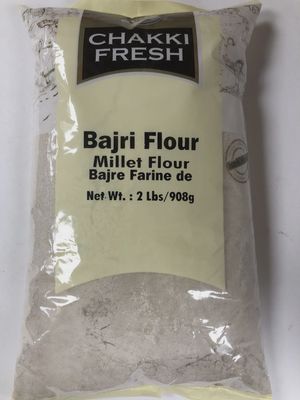 CHAKKI
FRESH
Bajri Flour
Millet Flour
Bajre Farine de
Net Wt. : 2 Lbs/908g